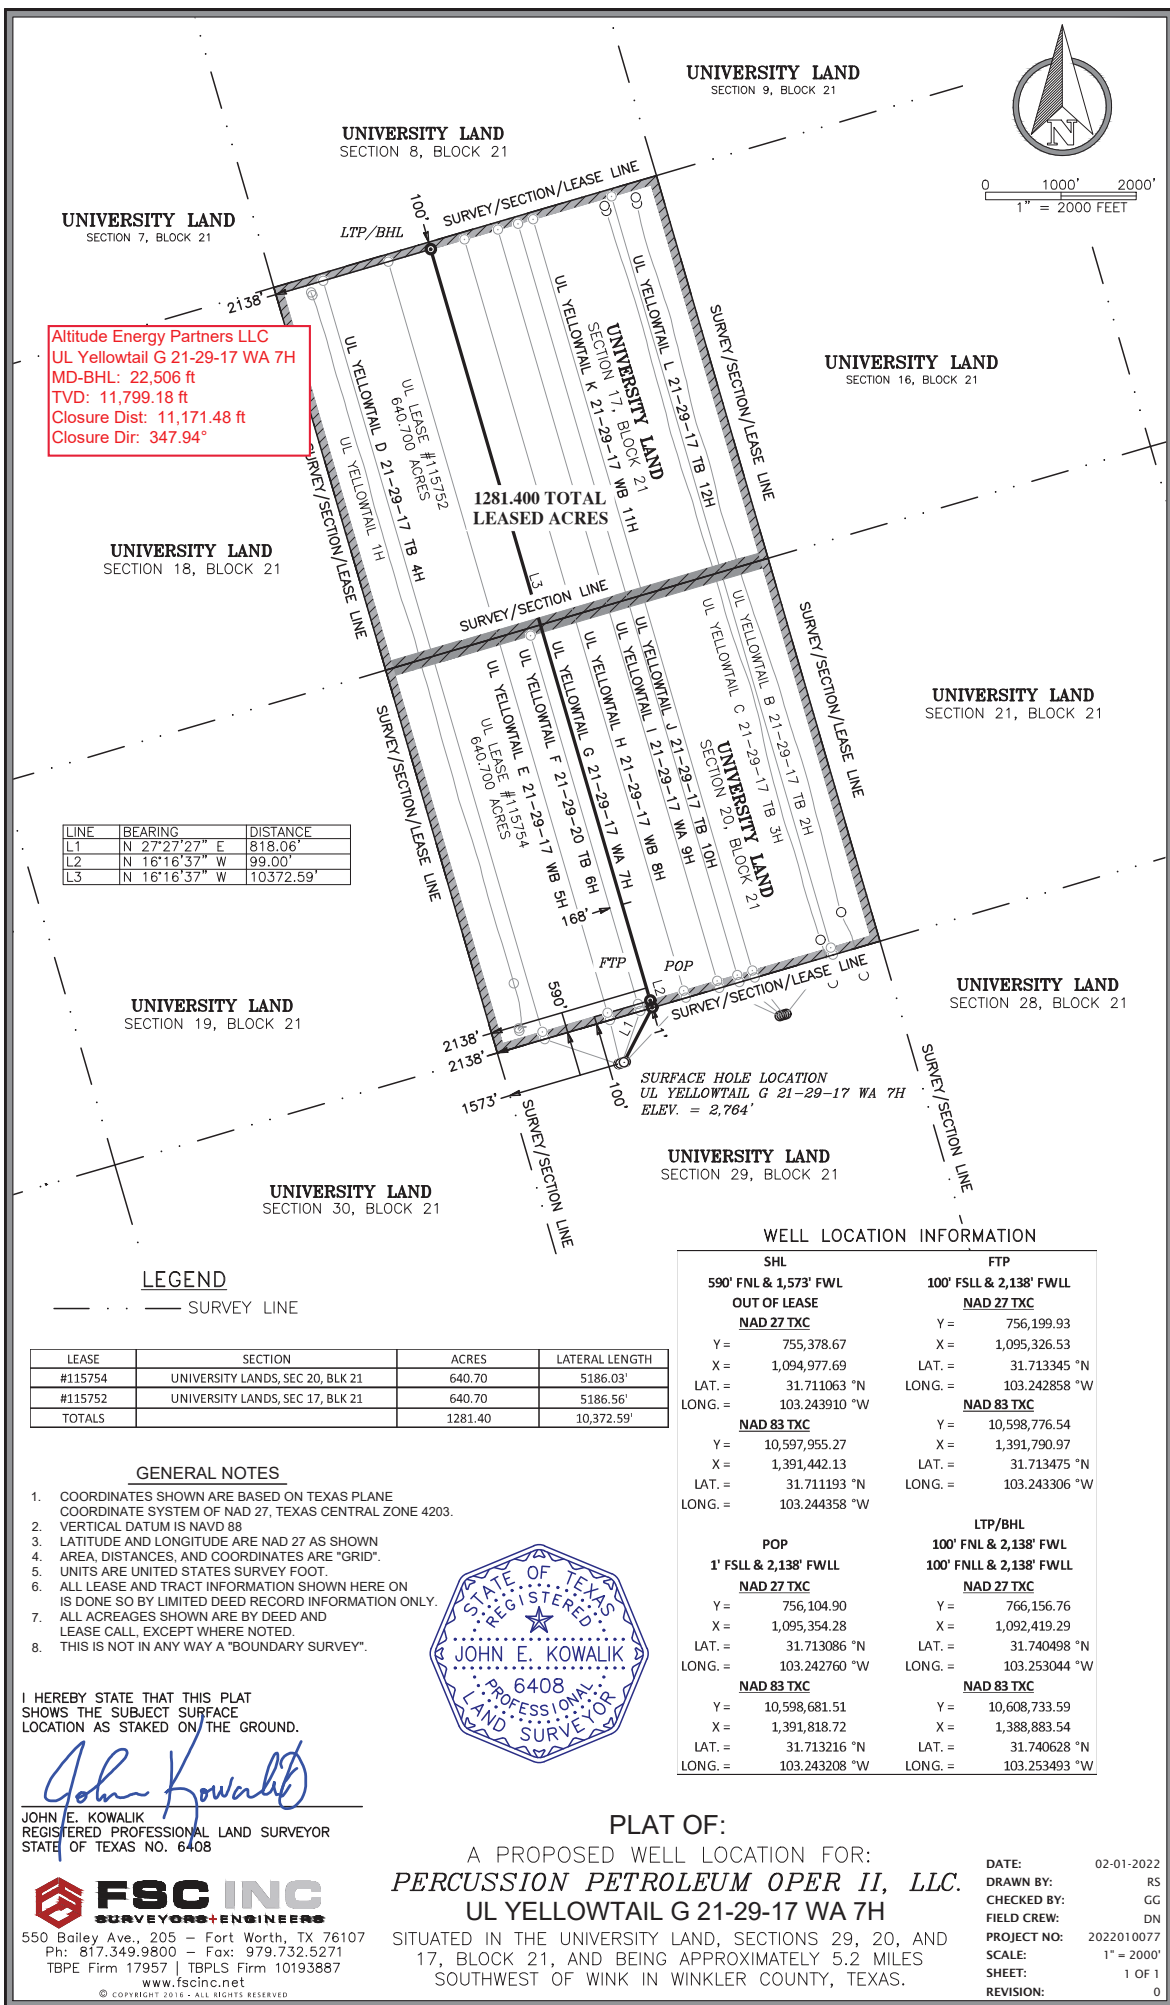 UNIVERSITY LAND
SECTION 9, BLOCK 21
UNIVERSITY LAND
SECTION 8, BLOCK 21
N
0 1000' 2000'
1" = 2000 FEET
UNIVERSITY LAND
SECTION 7, BLOCK 21
LTP/BHL
100'
SURVEY/SECTION/LEASE LINE
2138'
Altitude Energy Partners LLC
UL Yellowtail G 21-29-17 WA 7H
MD-BHL: 22,506 ft
TVD: 11,799.18 ft
Closure Dist: 11,171.48 ft
Closure Dir: 347.94°
UNIVERSITY LAND
SECTION 16, BLOCK 21
SURVEY/SECTION/LEASE LINE
UL YELLOWTAIL L 21-29-17 TB 12H
UNIVERSITY LAND
SECTION 17, BLOCK 21
UL YELLOWTAIL K 21-29-17 WB 11H
UL LEASE #115752
640.700 ACRES
UL YELLOWTAIL D 21-29-17 TB 4H
UL YELLOWTAIL 1H
SURVEY/SECTION/LEASE LINE
1281.400 TOTAL
LEASED ACRES
UNIVERSITY LAND
SECTION 18, BLOCK 21
L3
SURVEY/SECTION LINE
UNIVERSITY LAND
SECTION 21, BLOCK 21
SURVEY/SECTION/LEASE LINE
UL YELLOWTAIL B 21-29-17 TB 2H
UL YELLOWTAIL C 21-29-17 TB 3H
UNIVERSITY LAND
SECTION 20, BLOCK 21
UL YELLOWTAIL J 21-29-17 TB 10H
UL YELLOWTAIL I 21-29-17 WA 9H
UL YELLOWTAIL H 21-29-17 WB 8H
UL YELLOWTAIL G 21-29-17 WA 7H
UL YELLOWTAIL F 21-29-20 TB 6H
UL YELLOWTAIL E 21-29-17 WB 5H
UL LEASE #115754
640.700 ACRES
SURVEY/SECTION/LEASE LINE
LINE BEARING DISTANCE
L1 N 27°27'27" E 818.06'
L2 N 16°16'37" W 99.00'
L3 N 16°16'37" W 10372.59'
168'
FTP
POP
L2
SURVEY/SECTION/LEASE LINE
590'
L1
1'
2138'
2138'
100'
1573'
UNIVERSITY LAND
SECTION 19, BLOCK 21
UNIVERSITY LAND
SECTION 28, BLOCK 21
SURFACE HOLE LOCATION
UL YELLOWTAIL G 21-29-17 WA 7H
ELEV. = 2,764'
SURVEY/SECTION LINE
SURVEY/SECTION LINE
UNIVERSITY LAND
SECTION 29, BLOCK 21
UNIVERSITY LAND
SECTION 30, BLOCK 21
LEGEND
SURVEY LINE
LEASE SECTION ACRES LATERAL LENGTH
#115754 UNIVERSITY LANDS, SEC 20, BLK 21 640.70 5186.03'
#115752 UNIVERSITY LANDS, SEC 17, BLK 21 640.70 5186.56'
TOTALS 1281.40 10,372.59'
WELL LOCATION INFORMATION
SHL
590' FNL & 1,573' FWL
OUT OF LEASE
NAD 27 TXC
Y = 755,378.67
X = 1,094,977.69
LAT. = 31.711063 °N
LONG. = 103.243910 °W
NAD 83 TXC
Y = 10,597,955.27
X = 1,391,442.13
LAT. = 31.711193 °N
LONG. = 103.244358 °W
FTP
100' FSLL & 2,138' FWLL
NAD 27 TXC
Y = 756,199.93
X = 1,095,326.53
LAT. = 31.713345 °N
LONG. = 103.242858 °W
NAD 83 TXC
Y = 10,598,776.54
X = 1,391,790.97
LAT. = 31.713475 °N
LONG. = 103.243306 °W
POP
1' FSLL & 2,138' FWLL
NAD 27 TXC
Y = 756,104.90
X = 1,095,354.28
LAT. = 31.713086 °N
LONG. = 103.242760 °W
NAD 83 TXC
Y = 10,598,681.51
X = 1,391,818.72
LAT. = 31.713216 °N
LONG. = 103.243208 °W
LTP/BHL
100' FNL & 2,138' FWL
100' FNLL & 2,138' FWLL
NAD 27 TXC
Y = 766,156.76
X = 1,092,419.29
LAT. = 31.740498 °N
LONG. = 103.253044 °W
NAD 83 TXC
Y = 10,608,733.59
X = 1,388,883.54
LAT. = 31.740628 °N
LONG. = 103.253493 °W
GENERAL NOTES
1. COORDINATES SHOWN ARE BASED ON TEXAS PLANE
COORDINATE SYSTEM OF NAD 27, TEXAS CENTRAL ZONE 4203.
2. VERTICAL DATUM IS NAVD 88
3. LATITUDE AND LONGITUDE ARE NAD 27 AS SHOWN
4. AREA, DISTANCES, AND COORDINATES ARE "GRID".
5. UNITS ARE UNITED STATES SURVEY FOOT.
6. ALL LEASE AND TRACT INFORMATION SHOWN HERE ON
IS DONE SO BY LIMITED DEED RECORD INFORMATION ONLY.
7. ALL ACREAGES SHOWN ARE BY DEED AND
LEASE CALL, EXCEPT WHERE NOTED.
8. THIS IS NOT IN ANY WAY A "BOUNDARY SURVEY".
STATE OF TEXAS
REGISTERED
JOHN E. KOWALIK
6408
PROFESSIONAL
LAND SURVEYOR
I HEREBY STATE THAT THIS PLAT
SHOWS THE SUBJECT SURFACE
LOCATION AS STAKED ON THE GROUND.
John Kowalik
JOHN E. KOWALIK
REGISTERED PROFESSIONAL LAND SURVEYOR
STATE OF TEXAS NO. 6408
FSC INC
SURVEYORS+ENGINEERS
550 Bailey Ave., 205 – Fort Worth, TX 76107
Ph: 817.349.9800 – Fax: 979.732.5271
TBPE Firm 17957 | TBPLS Firm 10193887
www.fscinc.net
© COPYRIGHT 2016 - ALL RIGHTS RESERVED
PLAT OF:
A PROPOSED WELL LOCATION FOR:
PERCUSSION PETROLEUM OPER II, LLC.
UL YELLOWTAIL G 21-29-17 WA 7H
SITUATED IN THE UNIVERSITY LAND, SECTIONS 29, 20, AND
17, BLOCK 21, AND BEING APPROXIMATELY 5.2 MILES
SOUTHWEST OF WINK IN WINKLER COUNTY, TEXAS.
DATE: 02-01-2022
DRAWN BY: RS
CHECKED BY: GG
FIELD CREW: DN
PROJECT NO: 2022010077
SCALE: 1" = 2000'
SHEET: 1 OF 1
REVISION: 0